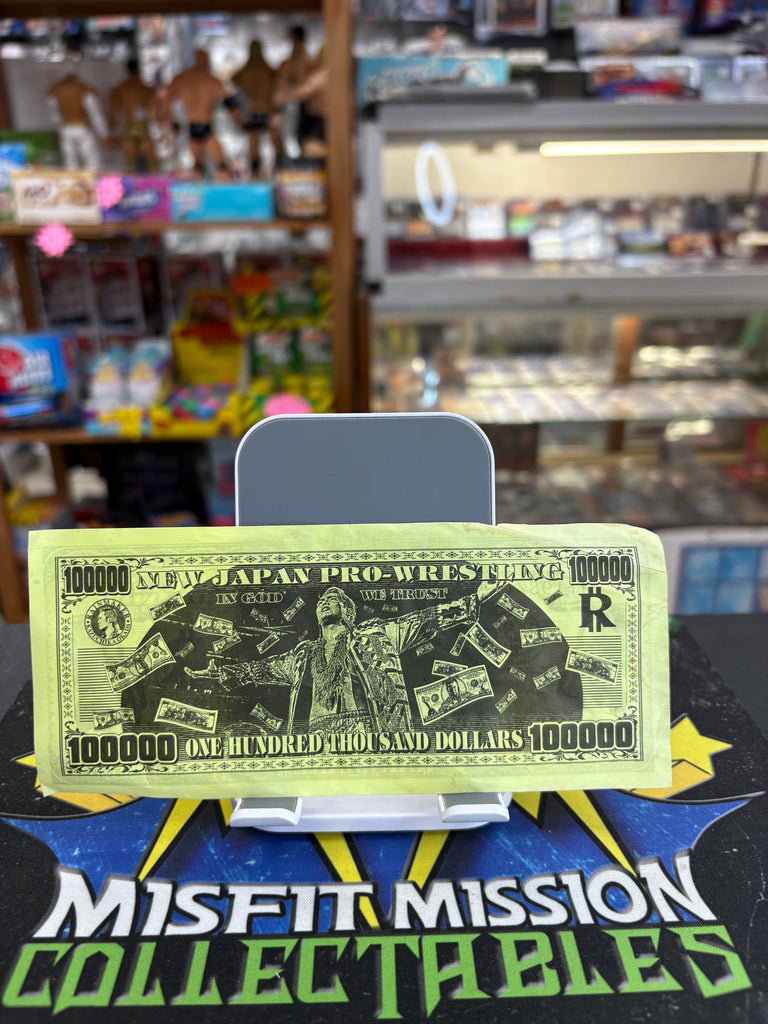 100000 NEW JAPAN PRO-WRESTLING 100000
IN GOD WE TRUST
R
100000 ONE HUNDRED THOUSAND DOLLARS 100000
MISFIT MISSION
COLLECTABLES